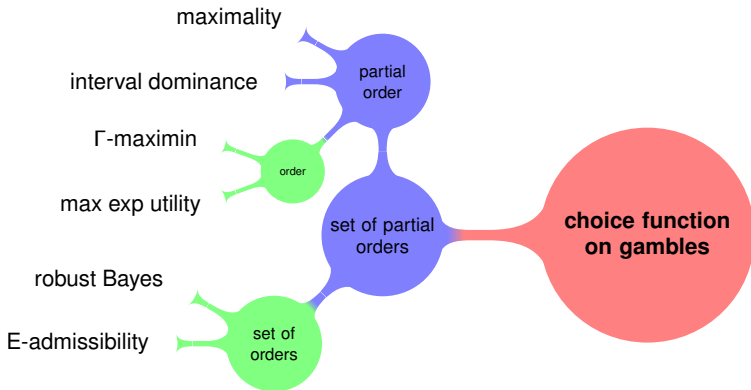 maximality
interval dominance
partial
order
Γ-maximin
order
max exp utility
set of partial
orders
choice function
on gambles
robust Bayes
E-admissibility
set of
orders